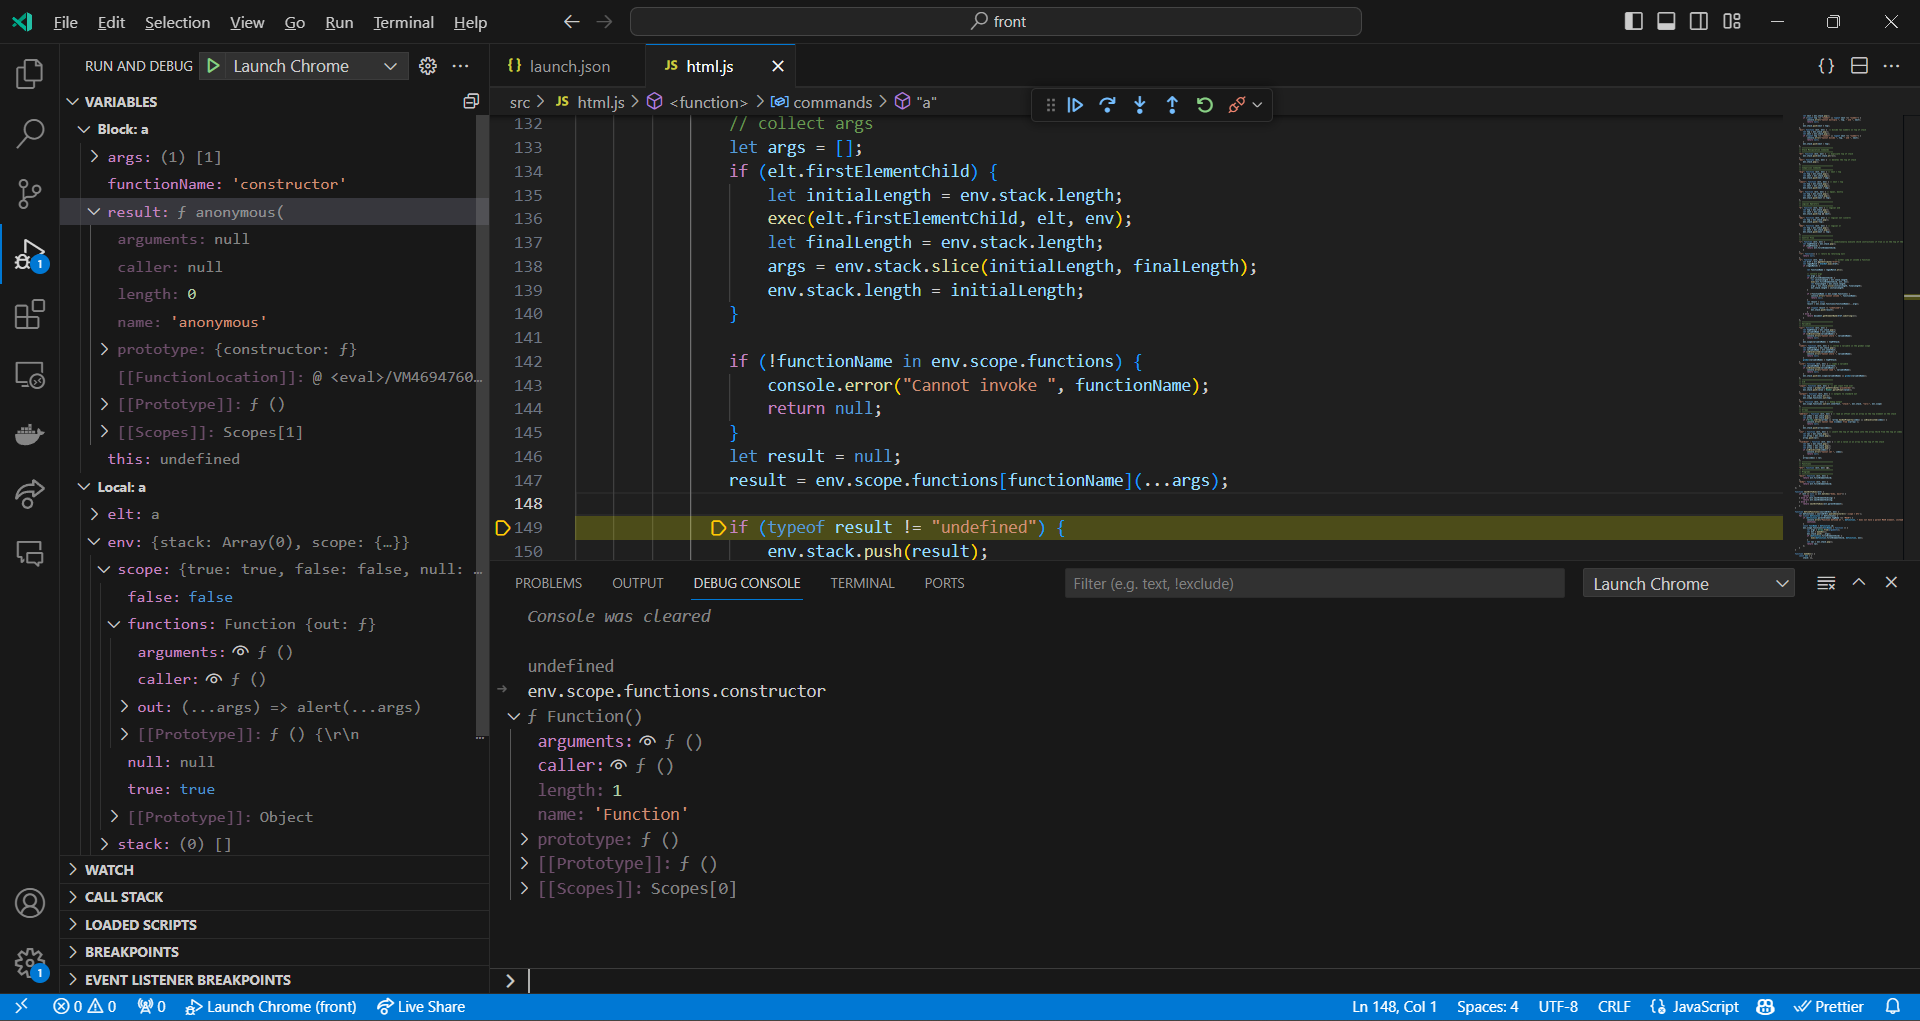 File Edit Selection View Go Run Terminal Help
front
RUN AND DEBUG
Launch Chrome
VARIABLES
Block: a
args: (1) [1]
functionName: 'constructor'
result: ƒ anonymous(
arguments: null
caller: null
length: 0
name: 'anonymous'
prototype: {constructor: ƒ}
[[FunctionLocation]]: @ <eval>/VM4694760…
[[Prototype]]: ƒ ()
[[Scopes]]: Scopes[1]
this: undefined
Local: a
elt: a
env: {stack: Array(0), scope: {…}}
scope: {true: true, false: false, null: …
false: false
functions: Function {out: ƒ}
arguments: ƒ ()
caller: ƒ ()
out: (...args) => alert(...args)
[[Prototype]]: ƒ () {\r\n …
null: null
true: true
[[Prototype]]: Object
stack: (0) []
WATCH
CALL STACK
LOADED SCRIPTS
BREAKPOINTS
EVENT LISTENER BREAKPOINTS
1
1
{} launch.json
JS html.js
src > JS html.js > <function> > commands > "a"
132 // collect args
133 let args = [];
134 if (elt.firstElementChild) {
135 let initialLength = env.stack.length;
136 exec(elt.firstElementChild, elt, env);
137 let finalLength = env.stack.length;
138 args = env.stack.slice(initialLength, finalLength);
139 env.stack.length = initialLength;
140 }
141
142 if (!functionName in env.scope.functions) {
143 console.error("Cannot invoke ", functionName);
144 return null;
145 }
146 let result = null;
147 result = env.scope.functions[functionName](...args);
148
149 if (typeof result != "undefined") {
150 env.stack.push(result);
PROBLEMS OUTPUT DEBUG CONSOLE TERMINAL PORTS
Filter (e.g. text, !exclude)
Launch Chrome
Console was cleared
undefined
env.scope.functions.constructor
ƒ Function()
arguments: ƒ ()
caller: ƒ ()
length: 1
name: 'Function'
prototype: ƒ ()
[[Prototype]]: ƒ ()
[[Scopes]]: Scopes[0]
0 0 0 Launch Chrome (front) Live Share
Ln 148, Col 1 Spaces: 4 UTF-8 CRLF {} JavaScript Prettier